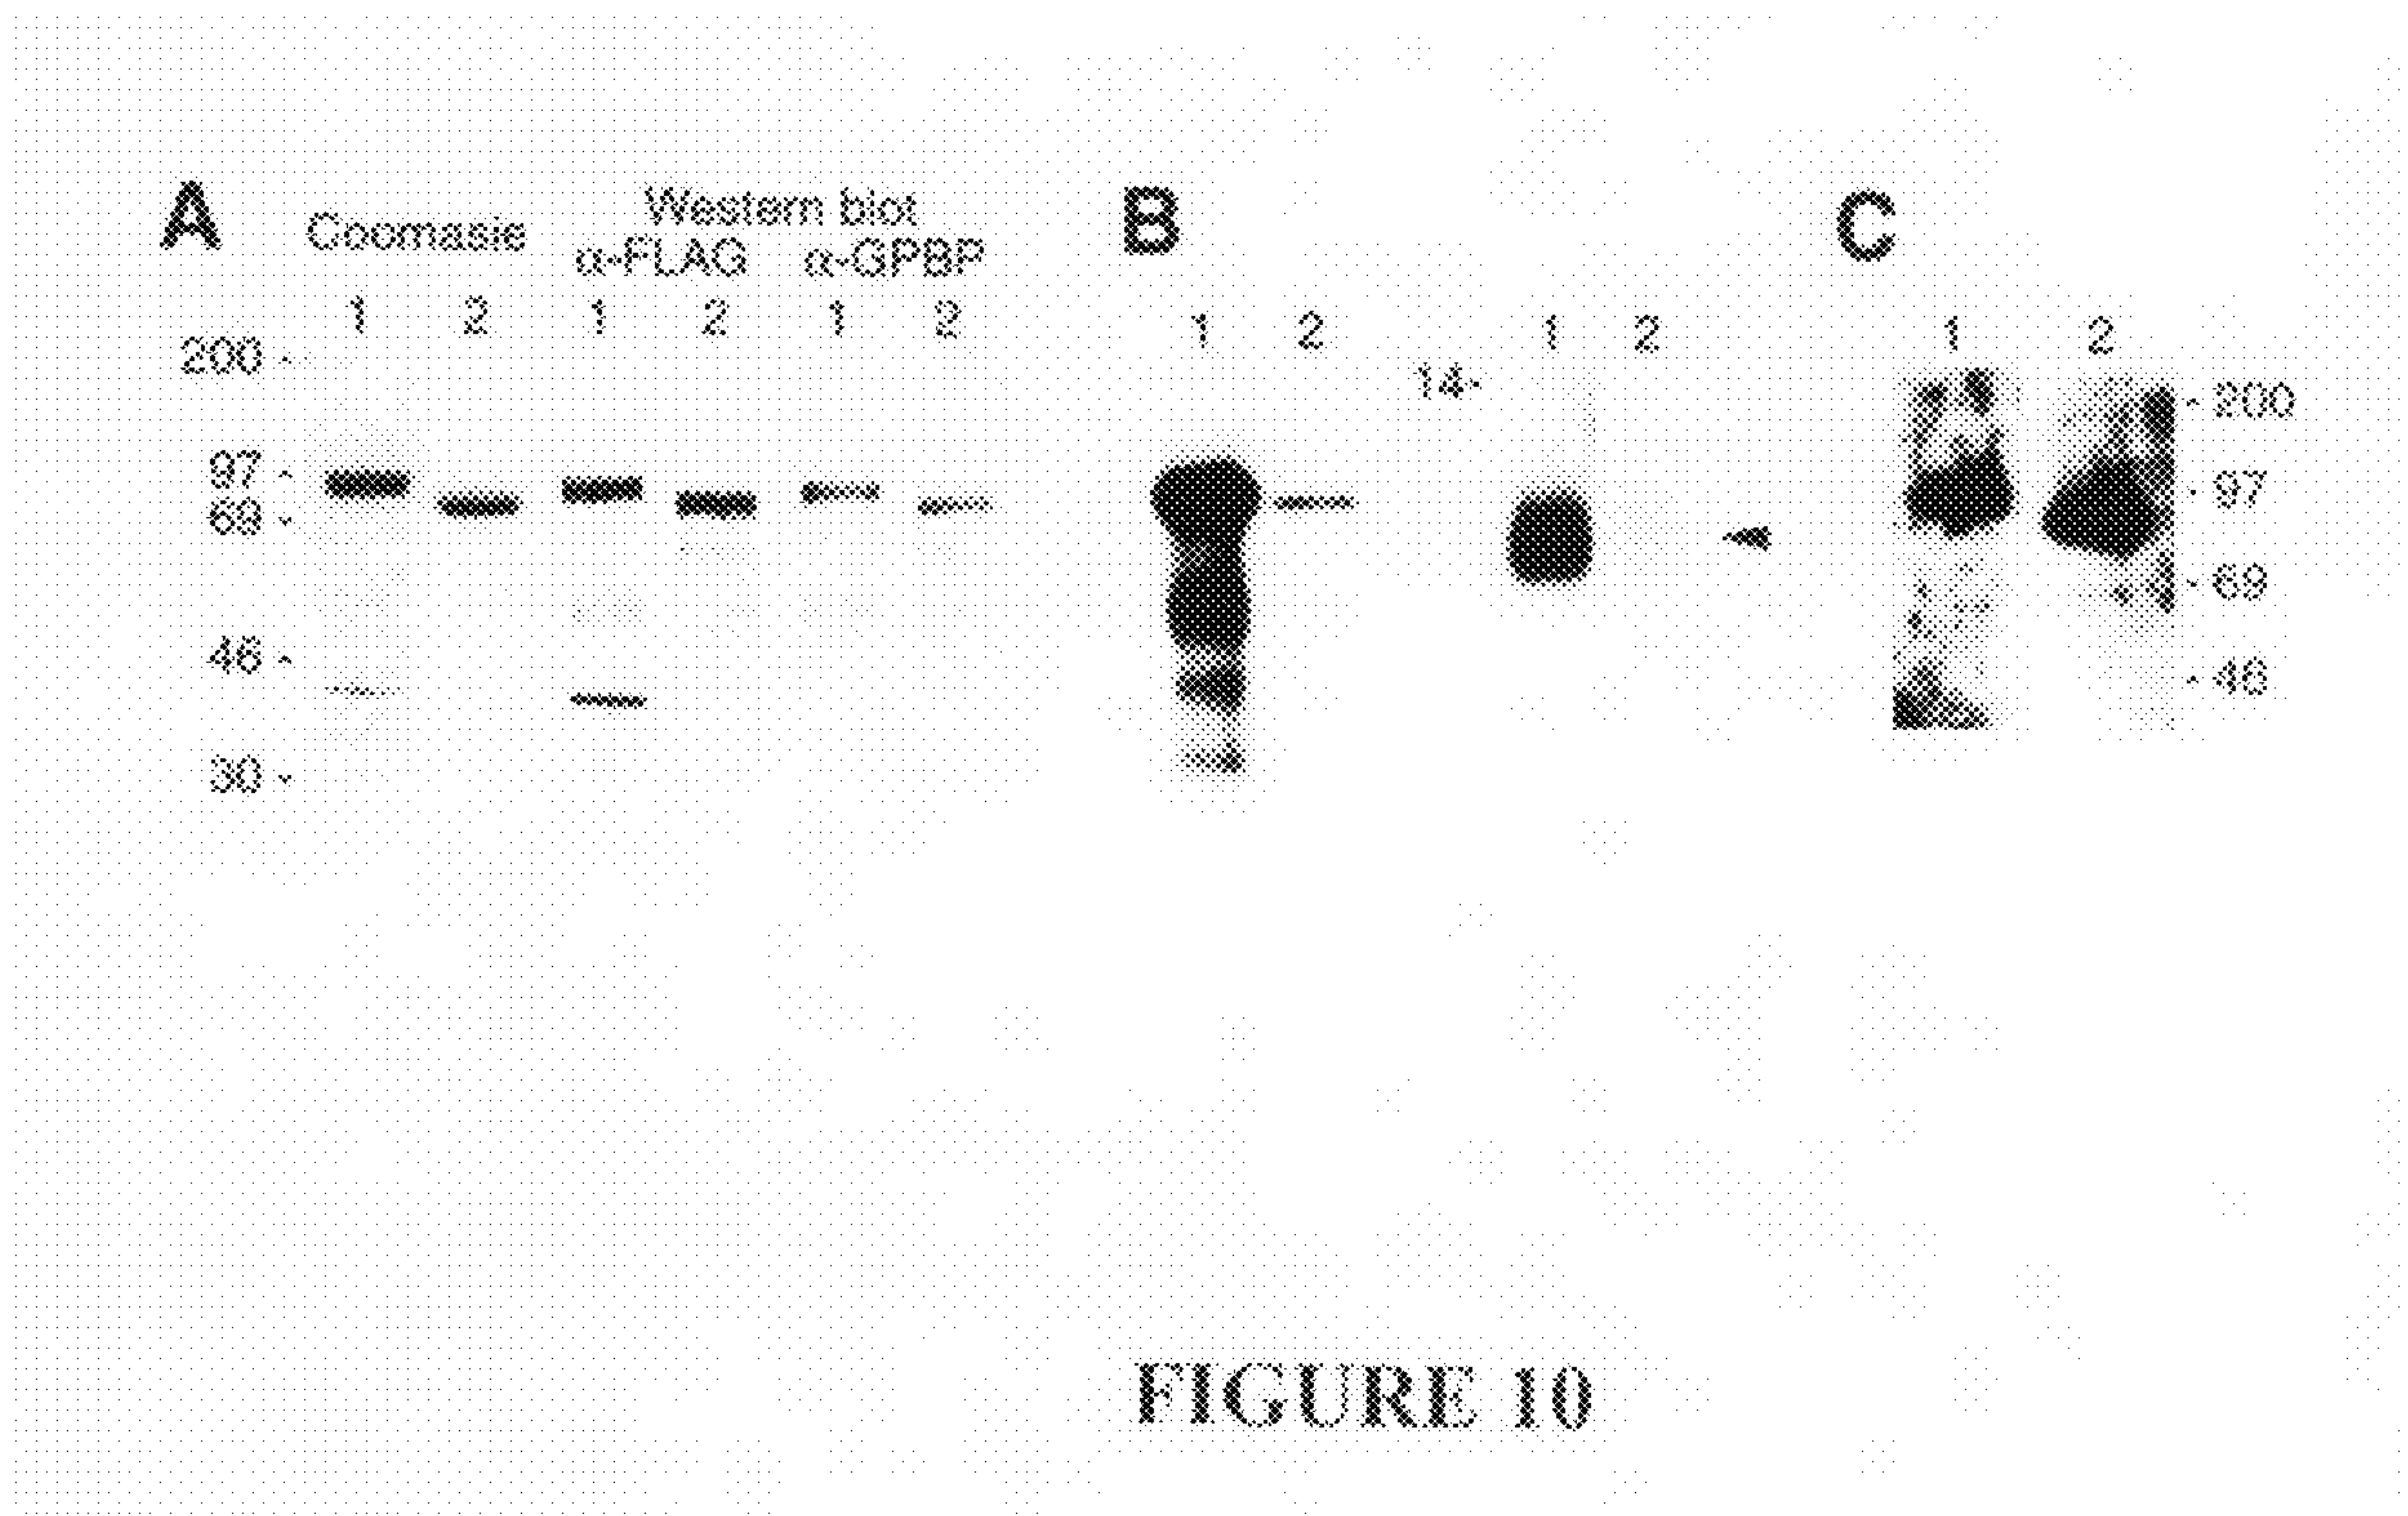 A
Coomasie
Western blot
α-FLAG α-GPBP
1 2 1 2 1 2
200
97
69
46
30
B
1 2
14
1 2
C
1 2
200
97
69
46
FIGURE 10